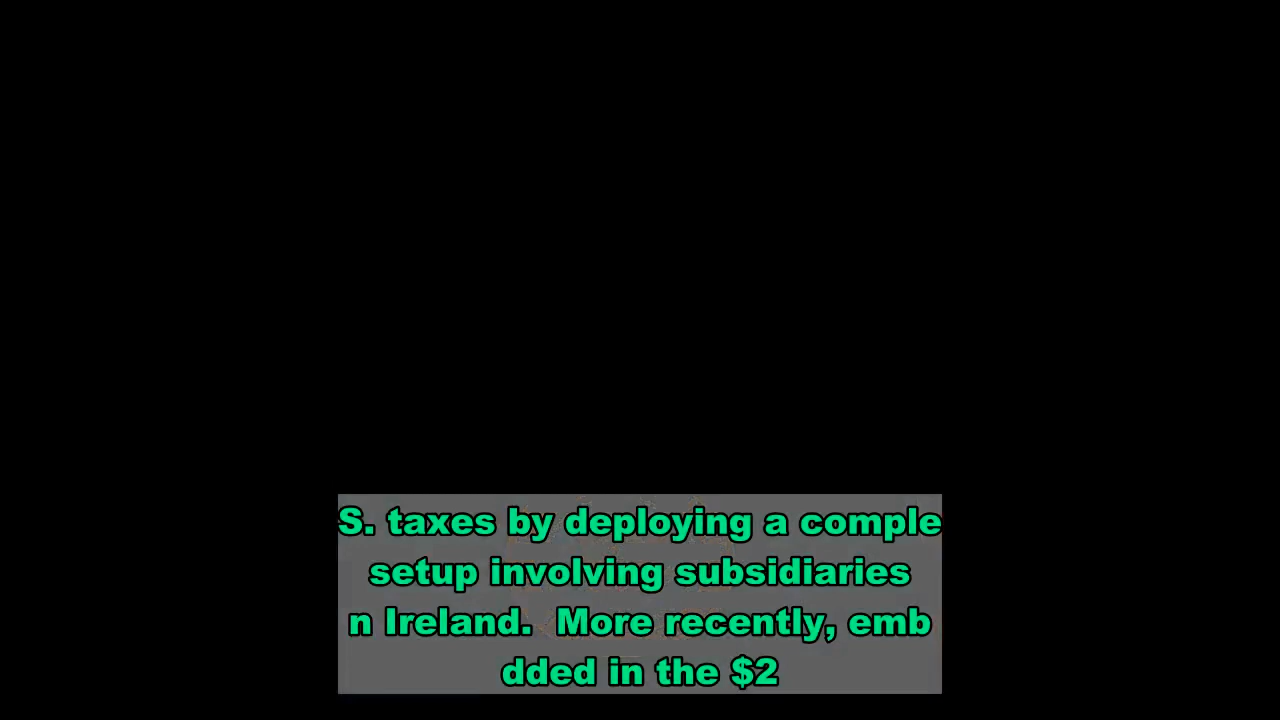 S. taxes by deploying a comple
setup involving subsidiaries
n Ireland.  More recently, emb
dded in the $2